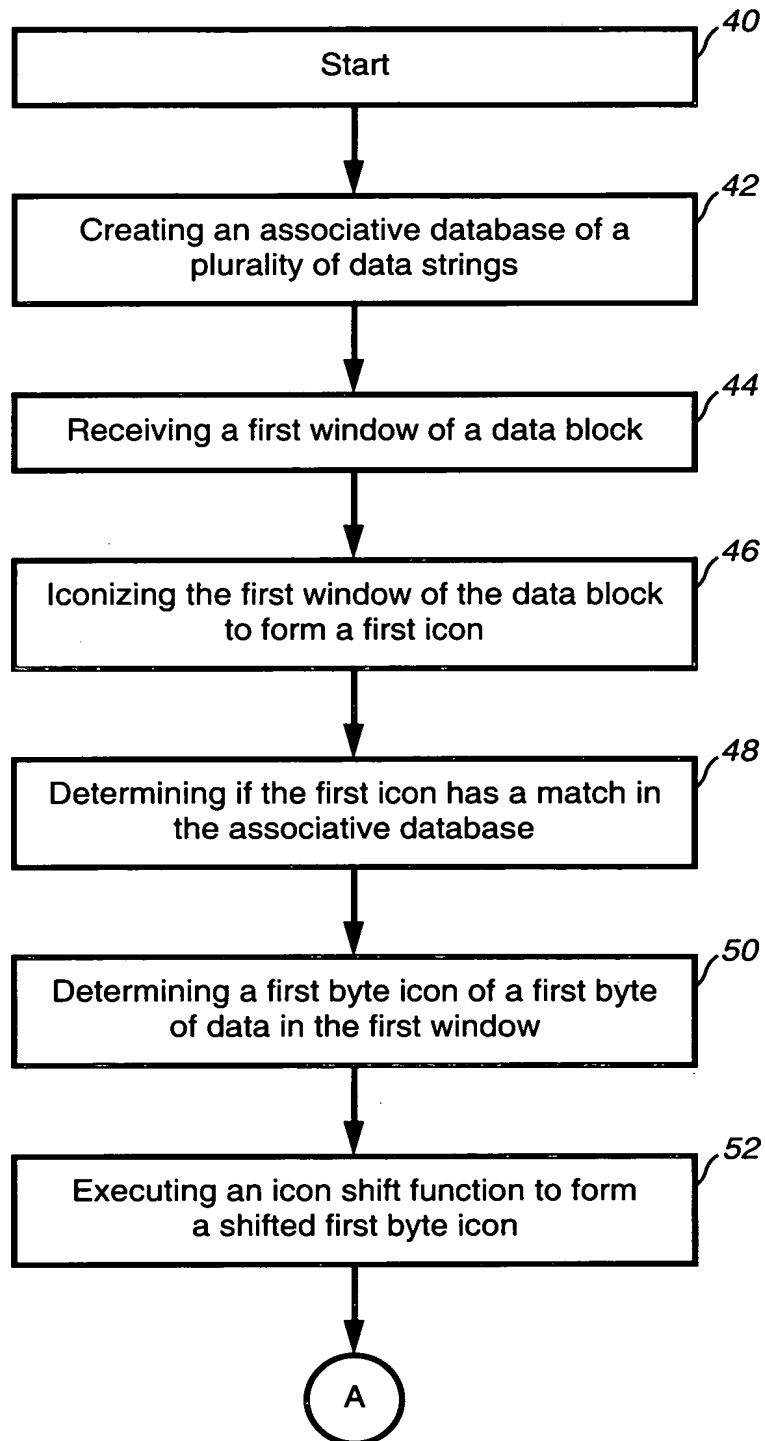 40
Start
42
Creating an associative database of a
plurality of data strings
44
Receiving a first window of a data block
46
Iconizing the first window of the data block
to form a first icon
48
Determining if the first icon has a match in
the associative database
50
Determining a first byte icon of a first byte
of data in the first window
52
Executing an icon shift function to form
a shifted first byte icon
A